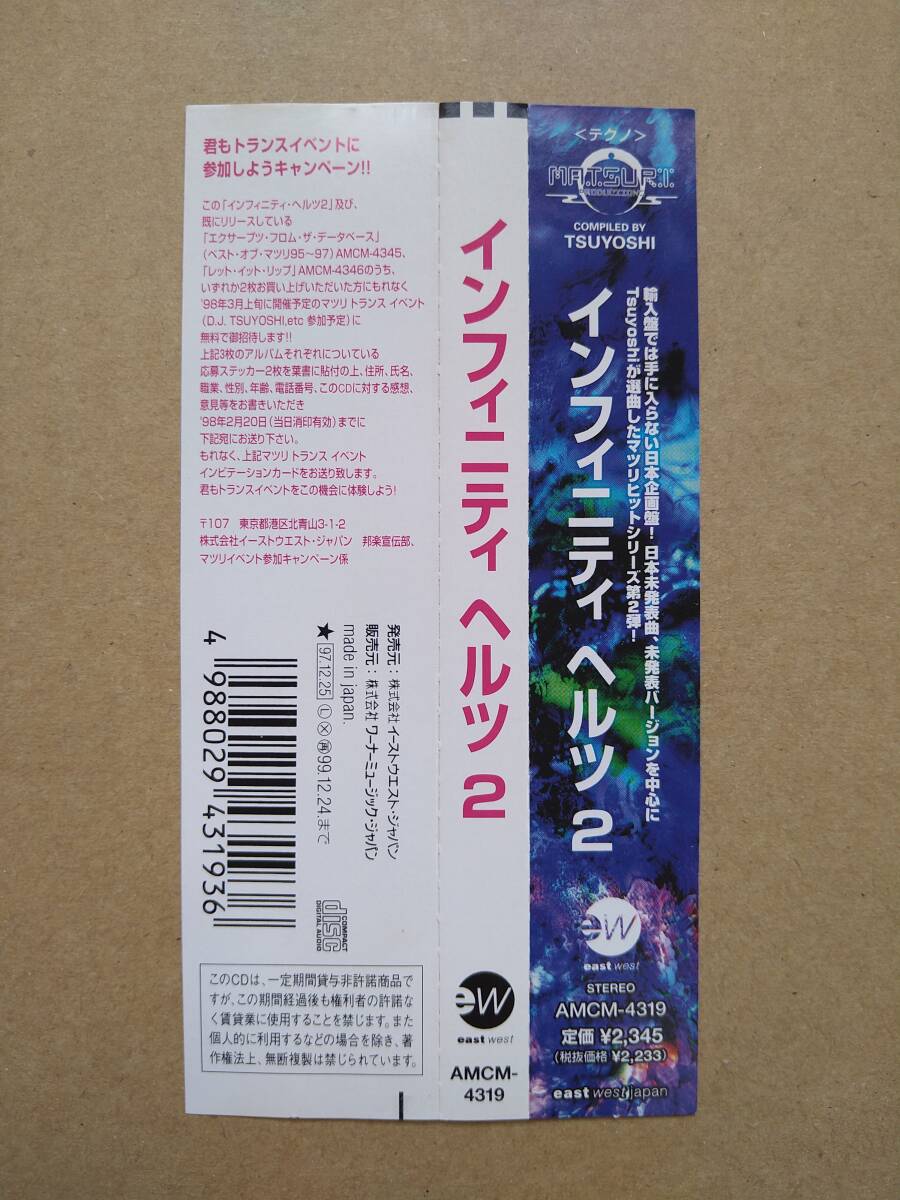 君もトランスイベントに
参加しようキャンペーン!!
この「インフィニティ・ヘルツ2」及び、
既にリリースしている
「エクサープツ・フロム・ザ・データベース」
(ベスト・オブ・マツリ95〜97)AMCM-4345、
「レット・イット・リップ」AMCM-4346のうち、
いずれか2枚お買い上げいただいた方にもれなく
'98年3月上旬に開催予定のマツリ トランス イベント
(D.J. TSUYOSHI,etc 参加予定)に
無料で御招待します!!
上記3枚のアルバムそれぞれについている
応募ステッカー2枚を葉書に貼付の上、住所、氏名、
職業、性別、年齢、電話番号、このCDに対する感想、
意見等をお書きいただき
'98年2月20日(当日消印有効)までに
下記宛にお送り下さい。
もれなく、上記マツリ トランス イベント
インビテーションカードをお送り致します。
君もトランスイベントをこの機会に体験しよう!
〒107 東京都港区北青山3-1-2
株式会社イーストウエスト・ジャパン 邦楽宣伝部、
マツリイベント参加キャンペーン係
発売元:株式会社 イーストウエスト・ジャパン
販売元:株式会社 ワーナーミュージック・ジャパン
made in japan.
★ 97.12.25 Ⓛ Ⓧ ㊥99.12.24.まで
4 988029 431936
COMPACT
disc
DIGITAL AUDIO
このCDは、一定期間貸与非許諾商品で
すが、この期間経過後も権利者の許諾なく
賃貸業に使用することを禁じます。また
個人的に利用するなどの場合を除き、著
作権法上、無断複製は禁じられています。
インフィニティ ヘルツ 2
ew
east west
AMCM-
4319
<テクノ>
MA.T.S.U.R.I.
PRODUCTIONS
COMPILED BY
TSUYOSHI
輸入盤では手に入らない日本企画盤!日本未発表曲、未発表バージョンを中心に
Tsuyoshiが選曲したマツリヒットシリーズ第2弾!
インフィニティ ヘルツ 2
ew
east west
STEREO
AMCM-4319
定価 ¥2,345
(税抜価格 ¥2,233)
east west japan